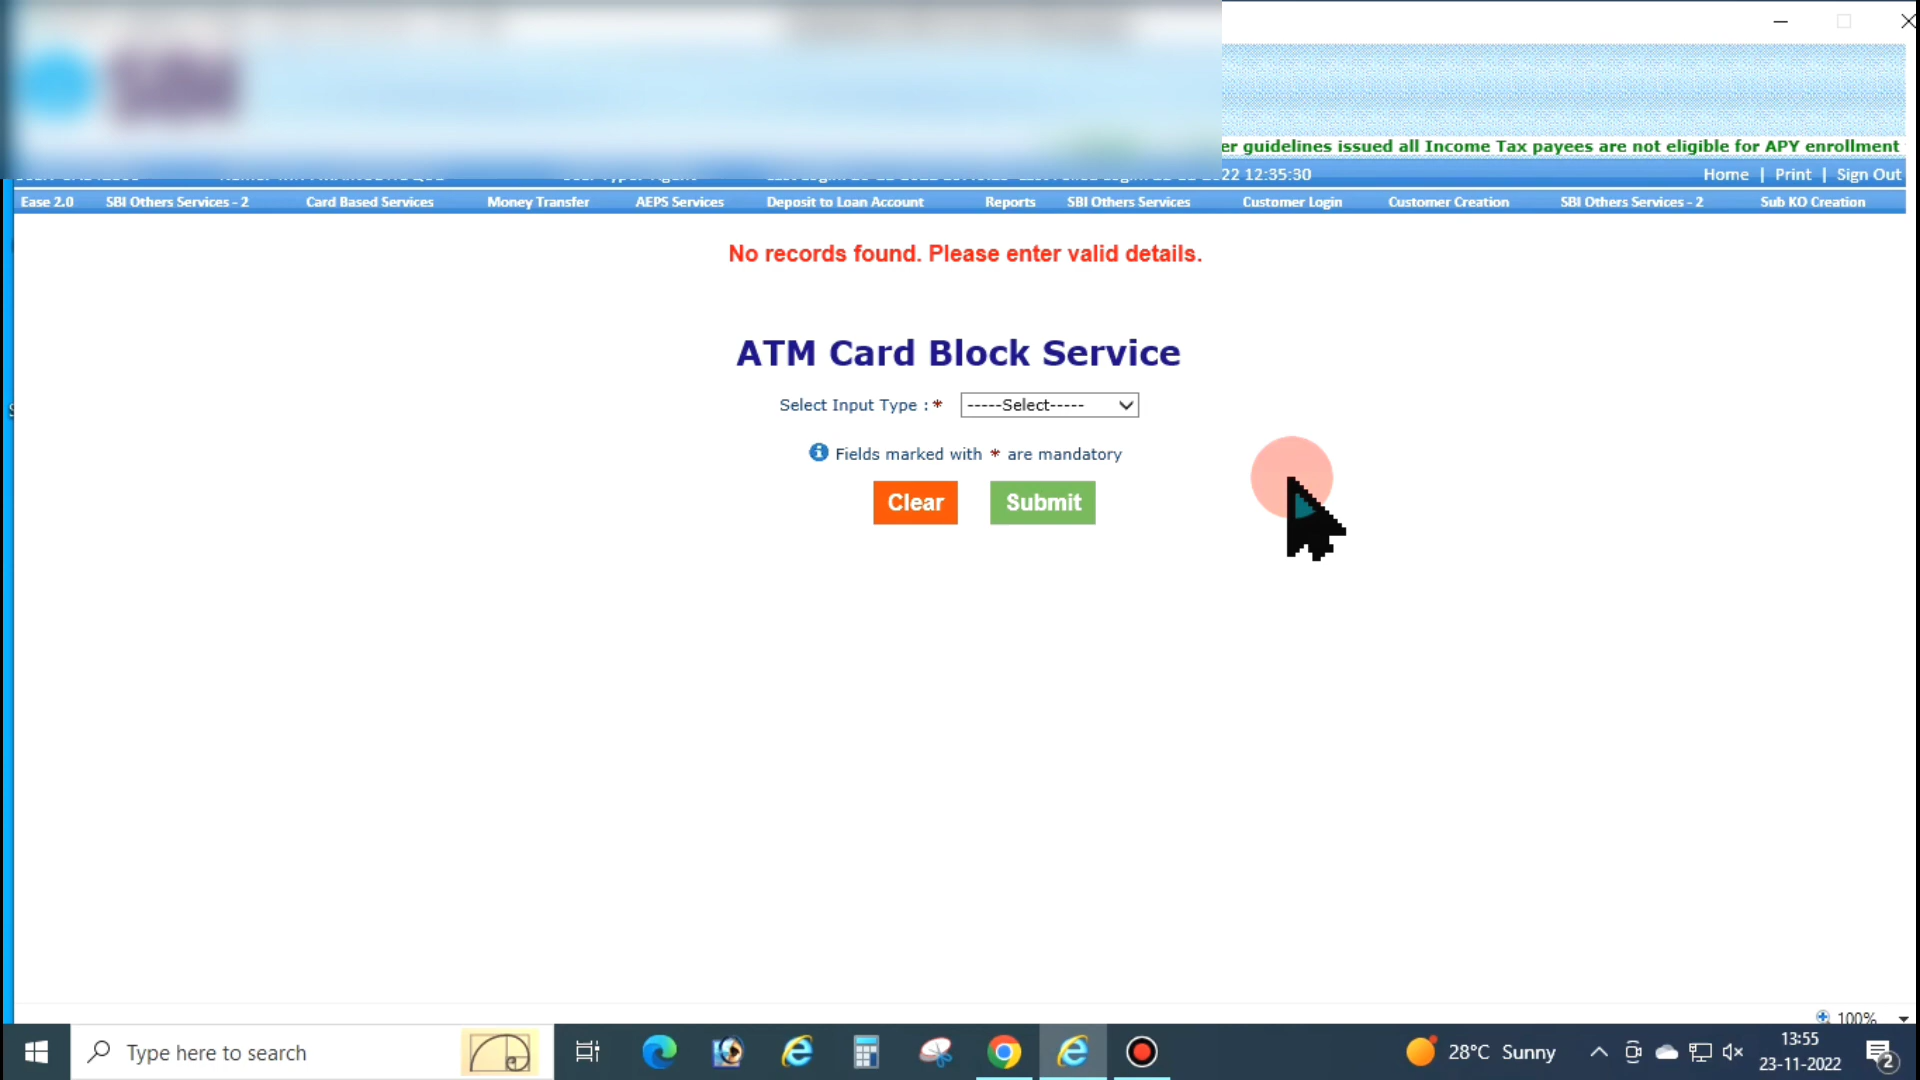 er guidelines issued all Income Tax payees are not eligible for APY enrollment
22 12:35:30
Home | Print | Sign Out
Ease 2.0 SBI Others Services - 2 Card Based Services Money Transfer AEPS Services Deposit to Loan Account Reports SBI Others Services Customer Login Customer Creation SBI Others Services - 2 Sub KO Creation
No records found. Please enter valid details.
ATM Card Block Service
Select Input Type : * -----Select-----
Fields marked with * are mandatory
Clear Submit
100%
Type here to search
28°C Sunny
13:55
23-11-2022
2